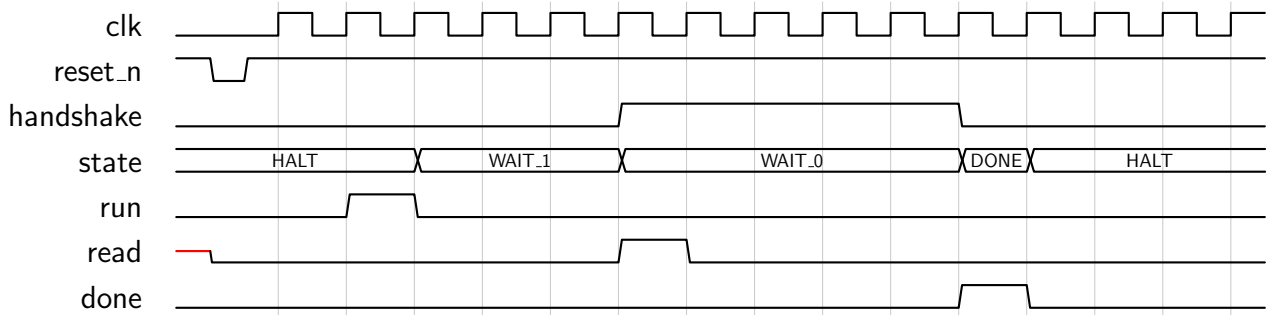 clk
reset_n
handshake
state HALT WAIT_1 WAIT_0 DONE HALT
run
read
done